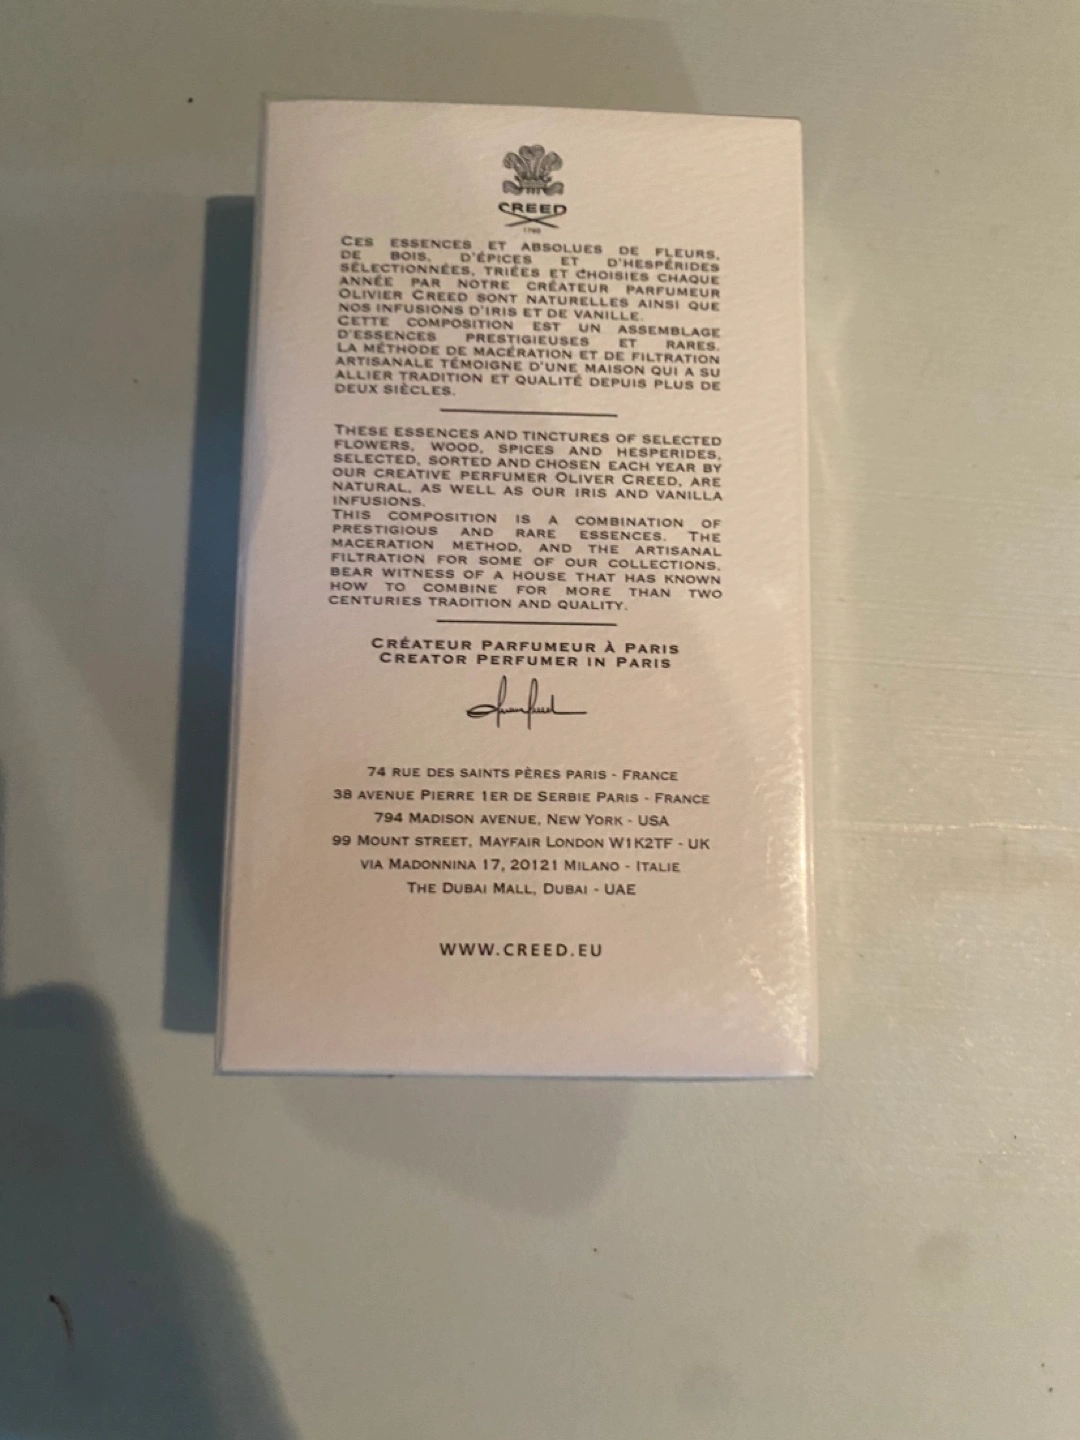 CREED
1760
CES ESSENCES ET ABSOLUES DE FLEURS,
DE BOIS, D'ÉPICES ET D'HESPÉRIDES
SÉLECTIONNÉES, TRIÉES ET CHOISIES CHAQUE
ANNÉE PAR NOTRE CRÉATEUR PARFUMEUR
OLIVIER CREED SONT NATURELLES AINSI QUE
NOS INFUSIONS D'IRIS ET DE VANILLE.
CETTE COMPOSITION EST UN ASSEMBLAGE
D'ESSENCES PRESTIGIEUSES ET RARES.
LA MÉTHODE DE MACÉRATION ET DE FILTRATION
ARTISANALE TÉMOIGNE D'UNE MAISON QUI A SU
ALLIER TRADITION ET QUALITÉ DEPUIS PLUS DE
DEUX SIÈCLES.
THESE ESSENCES AND TINCTURES OF SELECTED
FLOWERS, WOOD, SPICES AND HESPERIDES,
SELECTED, SORTED AND CHOSEN EACH YEAR BY
OUR CREATIVE PERFUMER OLIVER CREED, ARE
NATURAL, AS WELL AS OUR IRIS AND VANILLA
INFUSIONS.
THIS COMPOSITION IS A COMBINATION OF
PRESTIGIOUS AND RARE ESSENCES. THE
MACERATION METHOD, AND THE ARTISANAL
FILTRATION FOR SOME OF OUR COLLECTIONS,
BEAR WITNESS OF A HOUSE THAT HAS KNOWN
HOW TO COMBINE FOR MORE THAN TWO
CENTURIES TRADITION AND QUALITY.
CRÉATEUR PARFUMEUR À PARIS
CREATOR PERFUMER IN PARIS
74 RUE DES SAINTS PÈRES PARIS - FRANCE
38 AVENUE PIERRE 1ER DE SERBIE PARIS - FRANCE
794 MADISON AVENUE, NEW YORK - USA
99 MOUNT STREET, MAYFAIR LONDON W1K2TF - UK
VIA MADONNINA 17, 20121 MILANO - ITALIE
THE DUBAI MALL, DUBAI - UAE
WWW.CREED.EU